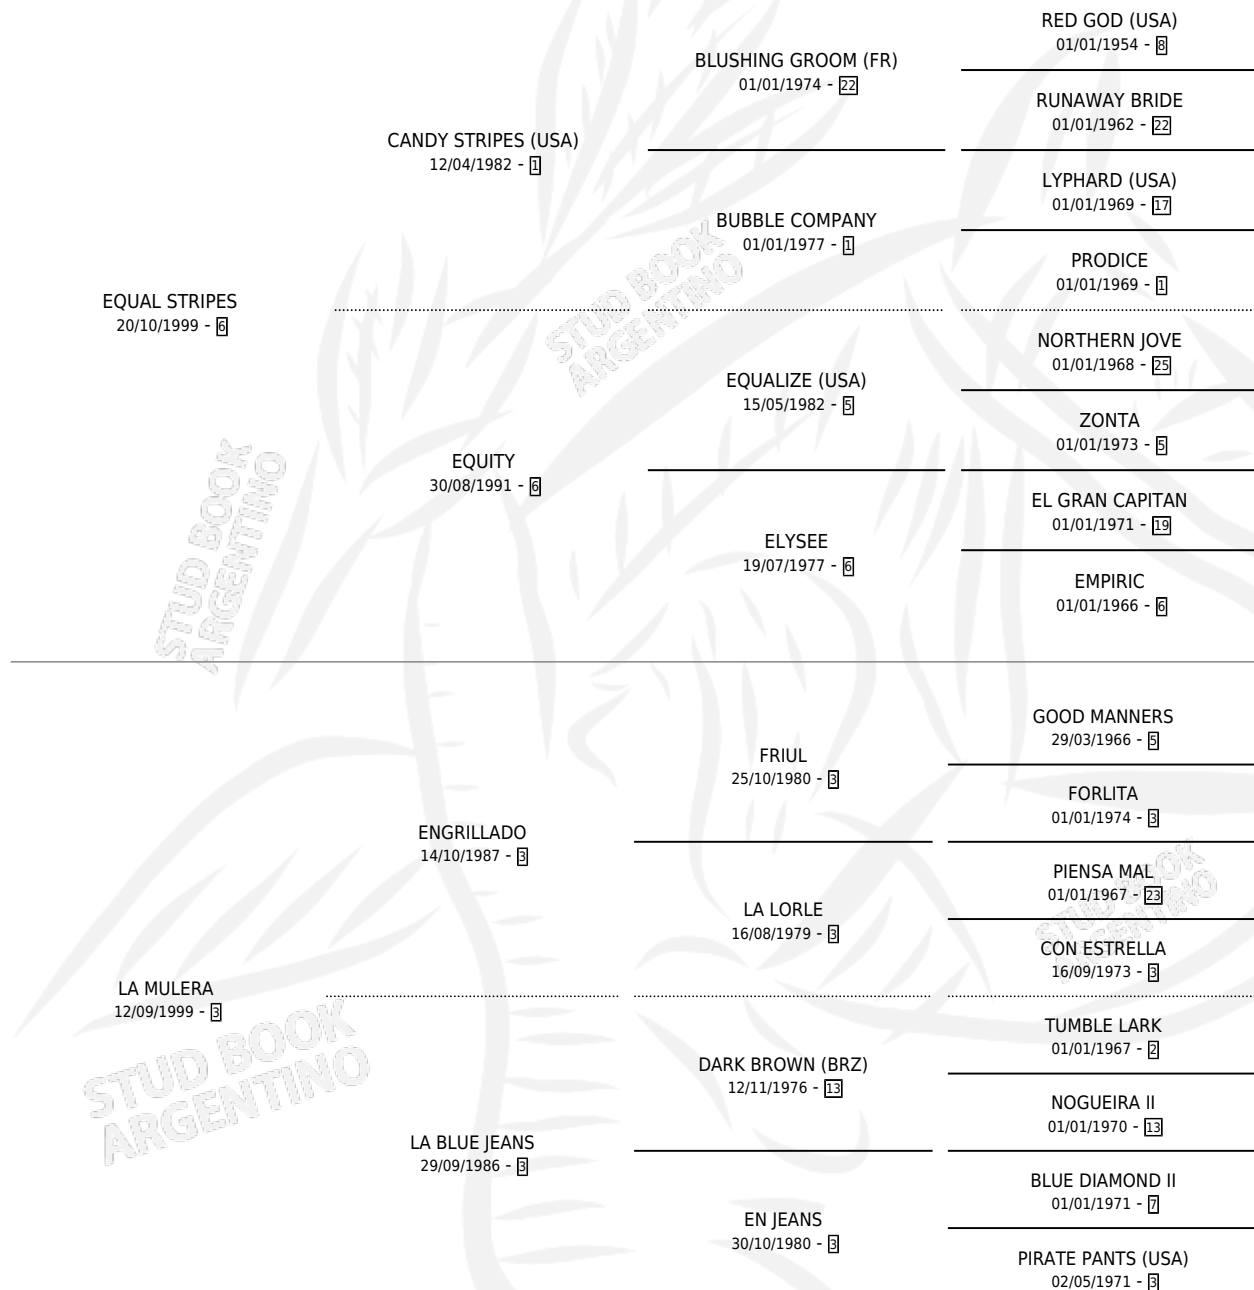 RED GOD (USA)
01/01/1954 - 8
BLUSHING GROOM (FR)
01/01/1974 - 22
RUNAWAY BRIDE
01/01/1962 - 22
CANDY STRIPES (USA)
12/04/1982 - 1
LYPHARD (USA)
01/01/1969 - 17
BUBBLE COMPANY
01/01/1977 - 1
PRODICE
01/01/1969 - 1
EQUAL STRIPES
20/10/1999 - 6
STUD BOOK
ARGENTINO
NORTHERN JOVE
01/01/1968 - 25
EQUALIZE (USA)
15/05/1982 - 5
ZONTA
01/01/1973 - 5
EQUITY
30/08/1991 - 6
EL GRAN CAPITAN
01/01/1971 - 19
ELYSEE
19/07/1977 - 6
EMPIRIC
01/01/1966 - 6
STUD BOOK
ARGENTINO
GOOD MANNERS
29/03/1966 - 5
FRIUL
25/10/1980 - 3
FORLITA
01/01/1974 - 3
ENGRILLADO
14/10/1987 - 3
PIENSA MAL
01/01/1967 - 23
LA LORLE
16/08/1979 - 3
STUD BOOK
ARGENTINO
CON ESTRELLA
16/09/1973 - 3
LA MULERA
12/09/1999 - 3
STUD BOOK
ARGENTINO
TUMBLE LARK
01/01/1967 - 2
DARK BROWN (BRZ)
12/11/1976 - 13
NOGUEIRA II
01/01/1970 - 13
LA BLUE JEANS
29/09/1986 - 3
BLUE DIAMOND II
01/01/1971 - 7
EN JEANS
30/10/1980 - 3
PIRATE PANTS (USA)
02/05/1971 - 3